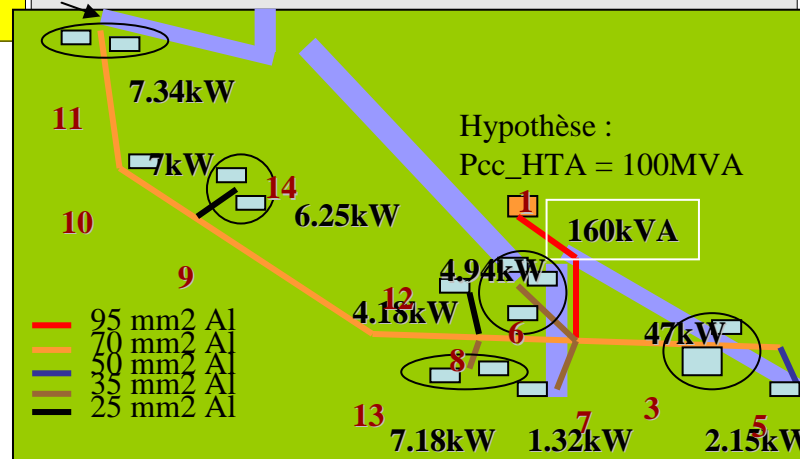 7.34kW
11
Hypothèse :
Pcc_HTA = 100MVA
7kW
14
1
6.25kW
160kVA
10
9
4.94kW
12
4.18kW
6
47kW
8
95 mm2 Al
70 mm2 Al
50 mm2 Al
35 mm2 Al
25 mm2 Al
13
7
3
5
7.18kW
1.32kW
2.15kW